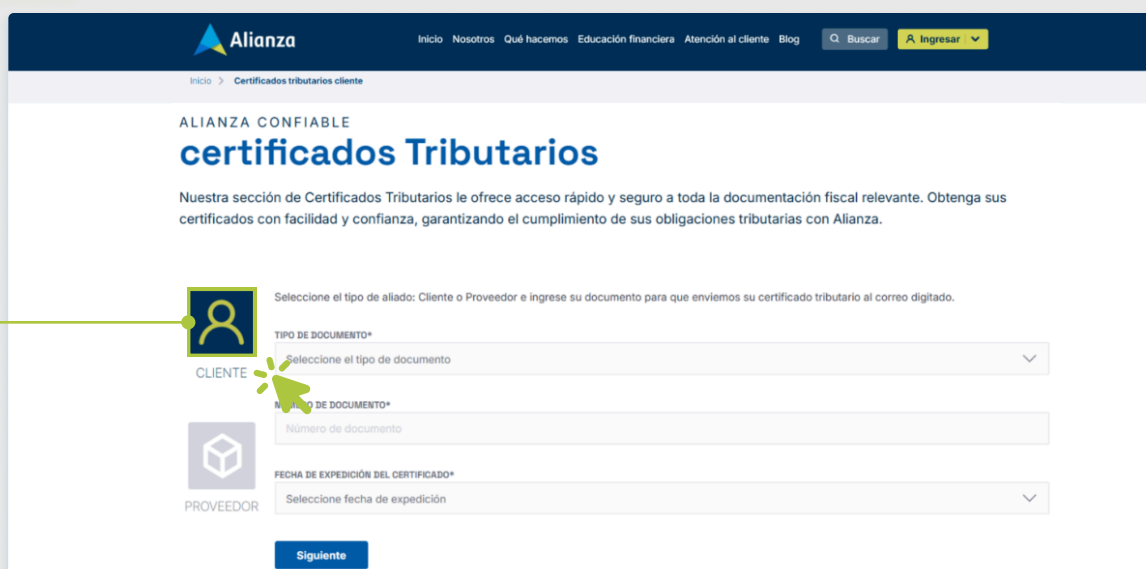 Alianza
Inicio Nosotros Qué hacemos Educación financiera Atención al cliente Blog Buscar Ingresar
Inicio > Certificados tributarios cliente
ALIANZA CONFIABLE
certificados Tributarios
Nuestra sección de Certificados Tributarios le ofrece acceso rápido y seguro a toda la documentación fiscal relevante. Obtenga sus
certificados con facilidad y confianza, garantizando el cumplimiento de sus obligaciones tributarias con Alianza.
Seleccione el tipo de aliado: Cliente o Proveedor e ingrese su documento para que enviemos su certificado tributario al correo digitado.
TIPO DE DOCUMENTO*
Seleccione el tipo de documento
CLIENTE
NÚMERO DE DOCUMENTO*
Número de documento
FECHA DE EXPEDICIÓN DEL CERTIFICADO*
Seleccione fecha de expedición
PROVEEDOR
Siguiente